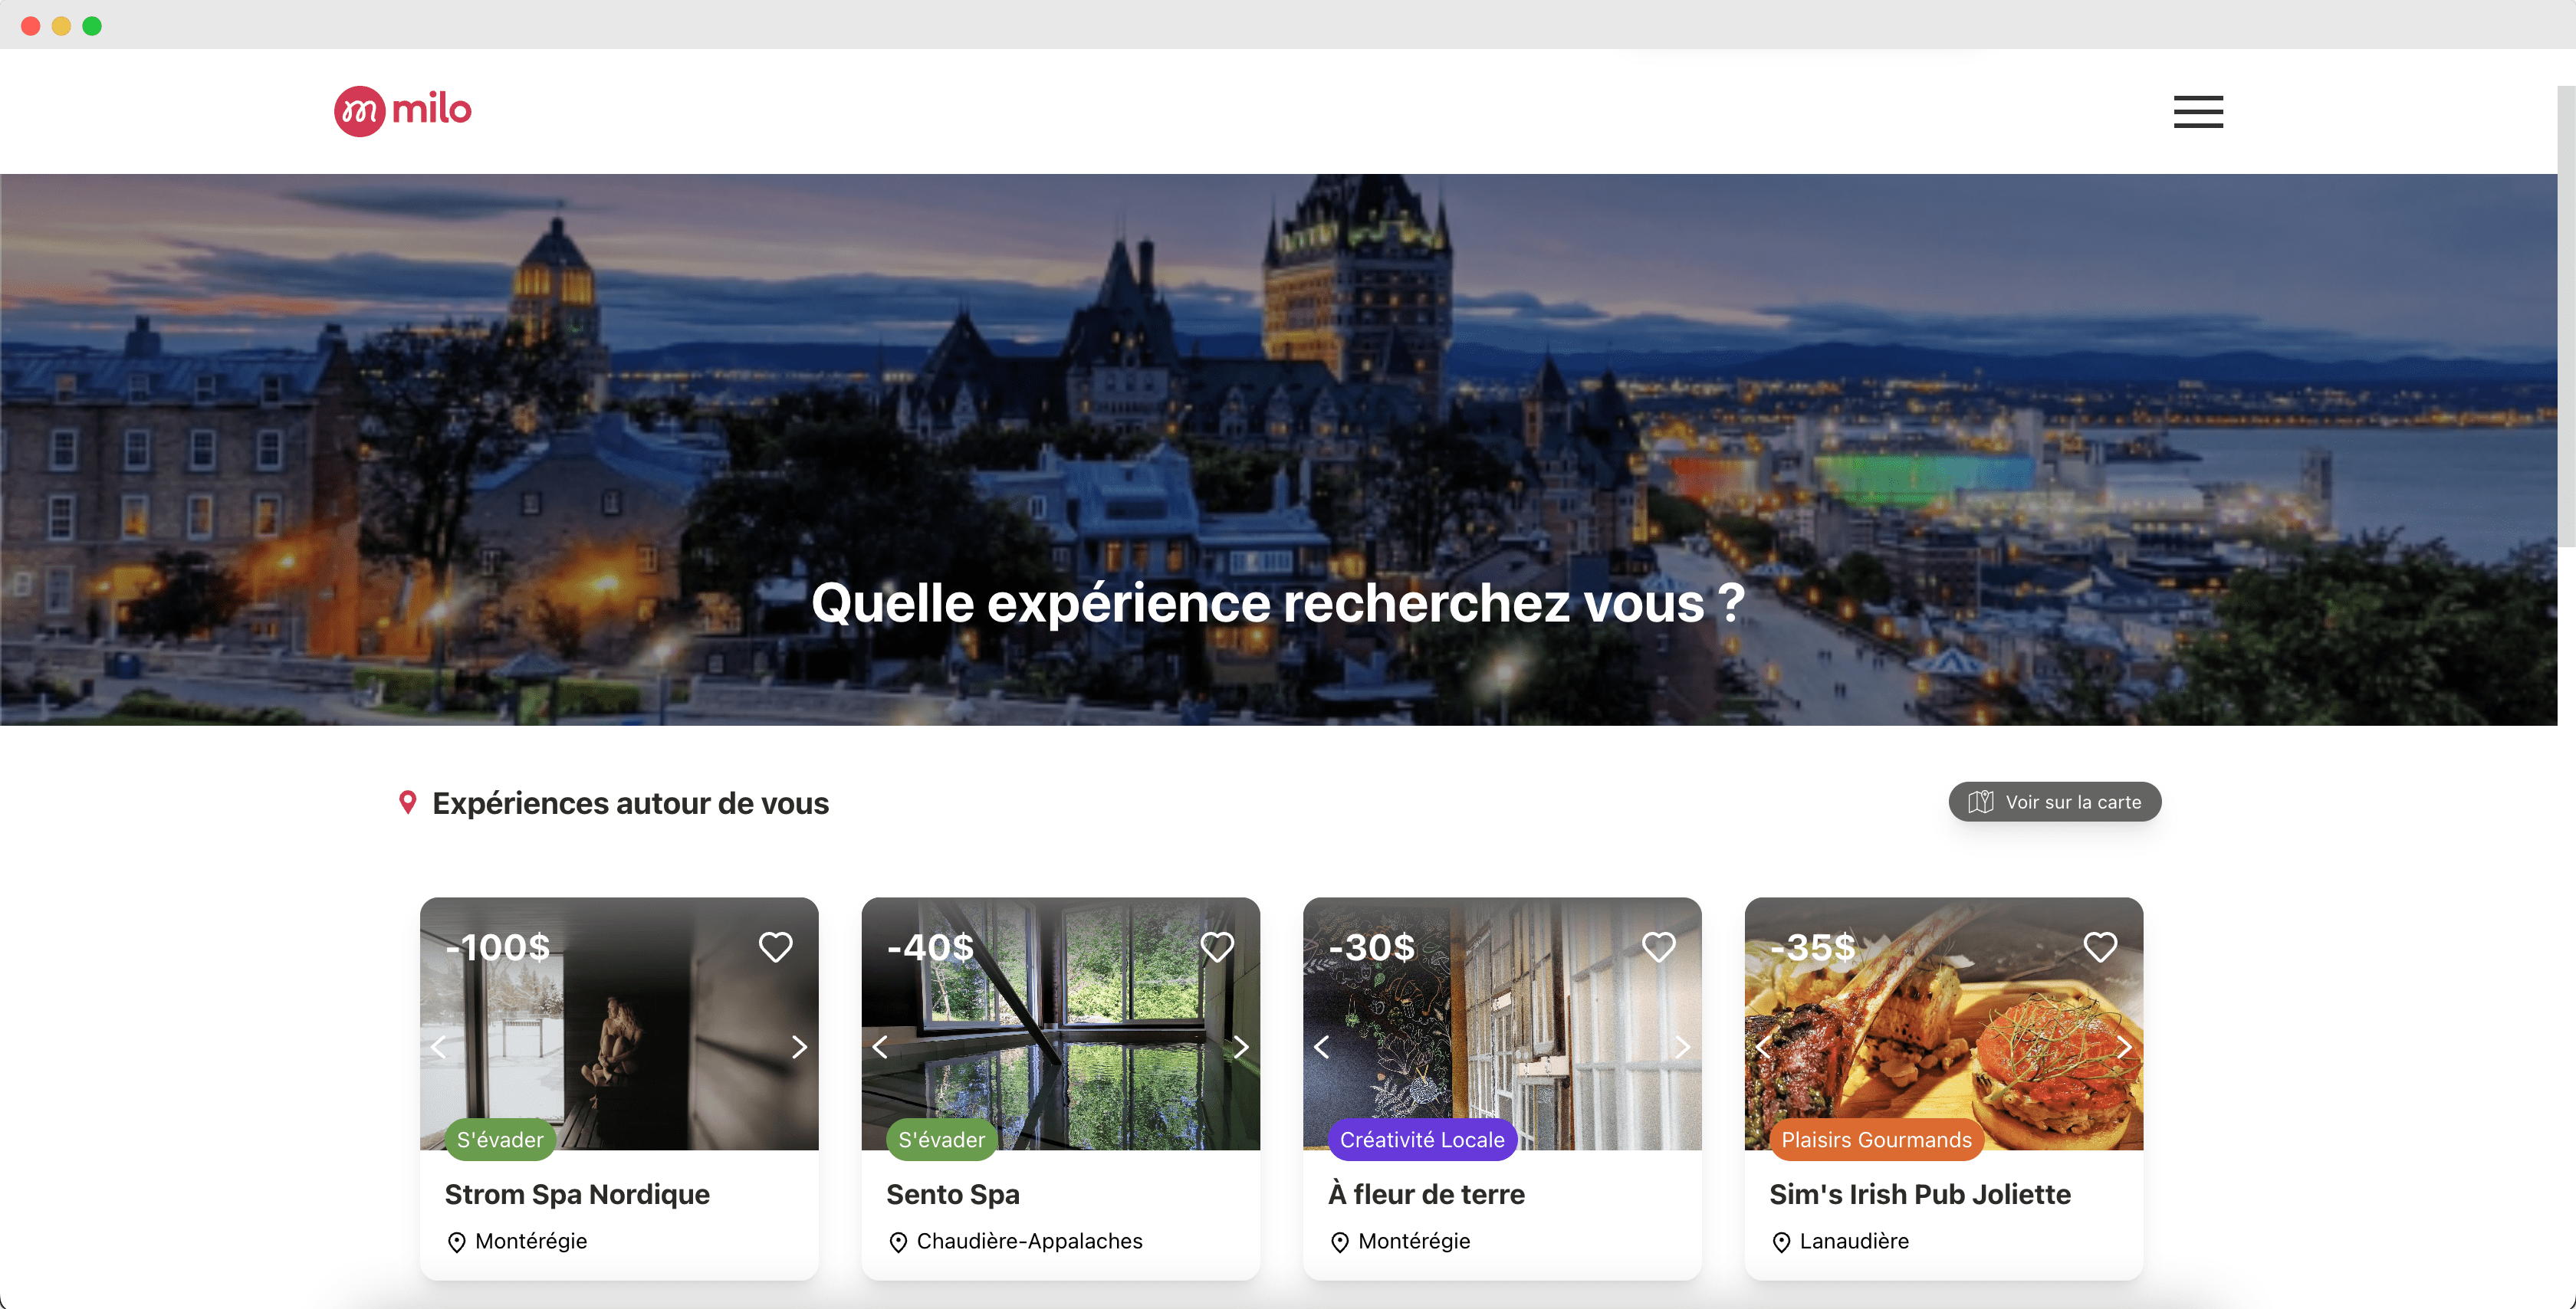 m milo
Quelle expérience recherchez vous ?
Expériences autour de vous
Voir sur la carte
-100$
S'évader
Strom Spa Nordique
Montérégie
-40$
S'évader
Sento Spa
Chaudière-Appalaches
-30$
Créativité Locale
À fleur de terre
Montérégie
-35$
Plaisirs Gourmands
Sim's Irish Pub Joliette
Lanaudière